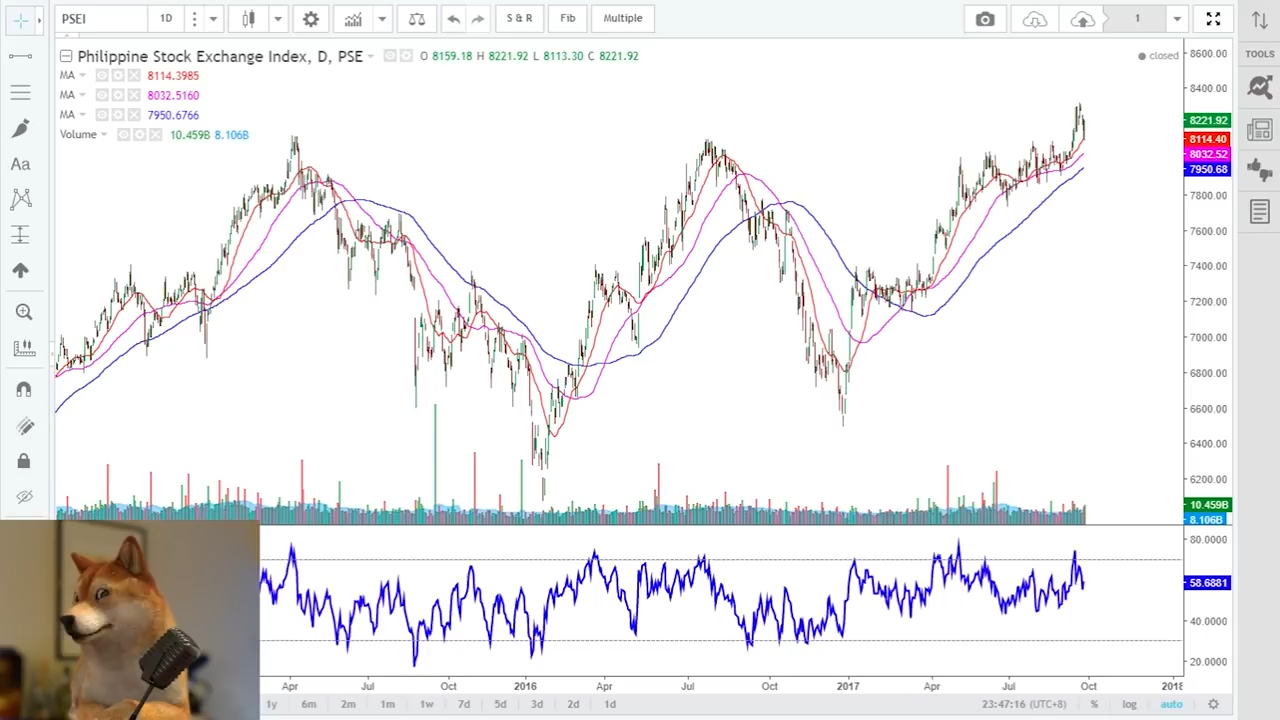 PSEI 1D S & R Fib Multiple 1
Philippine Stock Exchange Index, D, PSE O 8159.18 H 8221.92 L 8113.30 C 8221.92 closed
MA 8114.3985
MA 8032.5160
MA 7950.6766
Volume 10.459B 8.106B
TOOLS
Aa
8600.00
8400.00
8221.92
8114.40
8032.52
7950.68
7800.00
7600.00
7400.00
7200.00
7000.00
6800.00
6600.00
6400.00
6200.00
10.459B
8.106B
80.0000
58.6881
40.0000
20.0000
Apr Jul Oct 2016 Apr Jul Oct 2017 Apr Jul Oct 2018
1y 6m 2m 1m 1w 7d 5d 3d 2d 1d 23:47:16 (UTC+8) % log auto